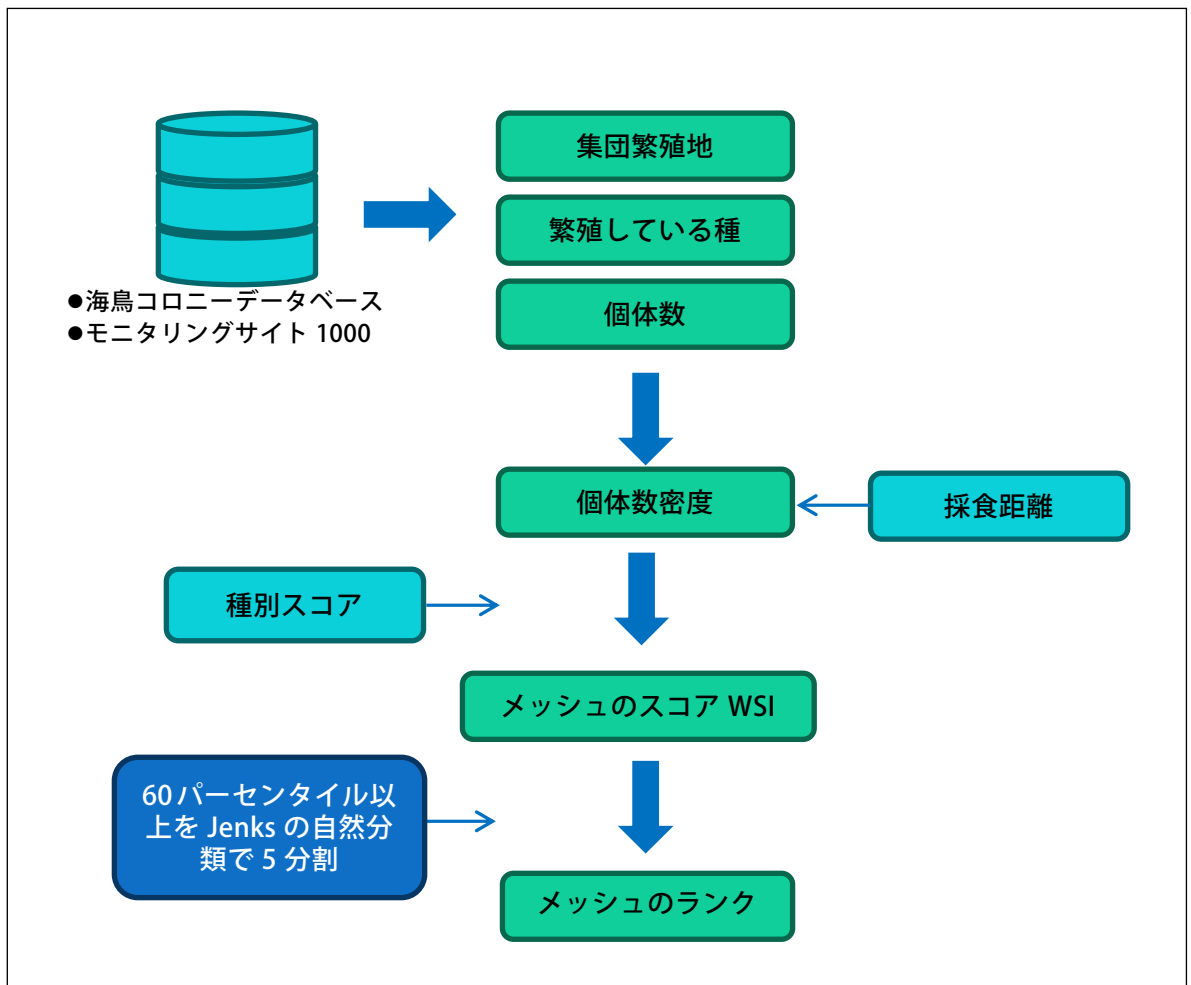 集団繁殖地
繁殖している種
個体数
●海鳥コロニーデータベース
●モニタリングサイト 1000
個体数密度
採食距離
種別スコア
メッシュのスコア WSI
60パーセンタイル以
上を Jenks の自然分
類で 5 分割
メッシュのランク